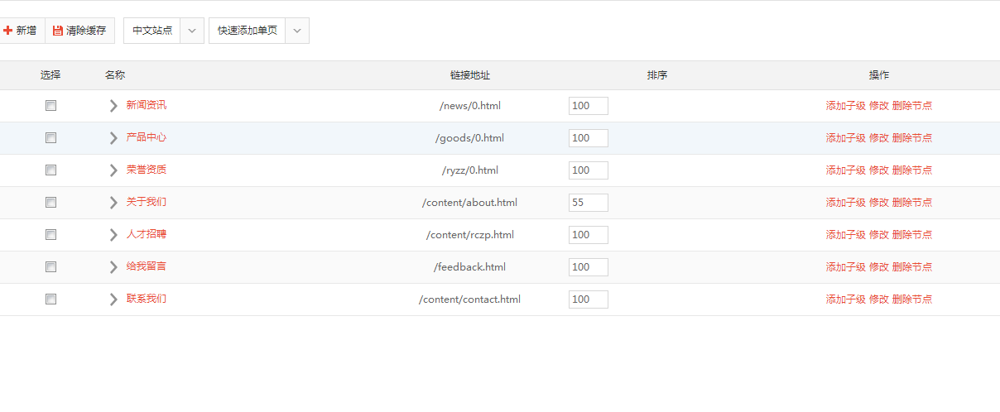 新增 清除缓存 中文站点 快速添加单页
选择 名称 链接地址 排序 操作
新闻资讯 /news/0.html 100 添加子级 修改 删除节点
产品中心 /goods/0.html 100 添加子级 修改 删除节点
荣誉资质 /ryzz/0.html 100 添加子级 修改 删除节点
关于我们 /content/about.html 55 添加子级 修改 删除节点
人才招聘 /content/rczp.html 100 添加子级 修改 删除节点
给我留言 /feedback.html 100 添加子级 修改 删除节点
联系我们 /content/contact.html 100 添加子级 修改 删除节点